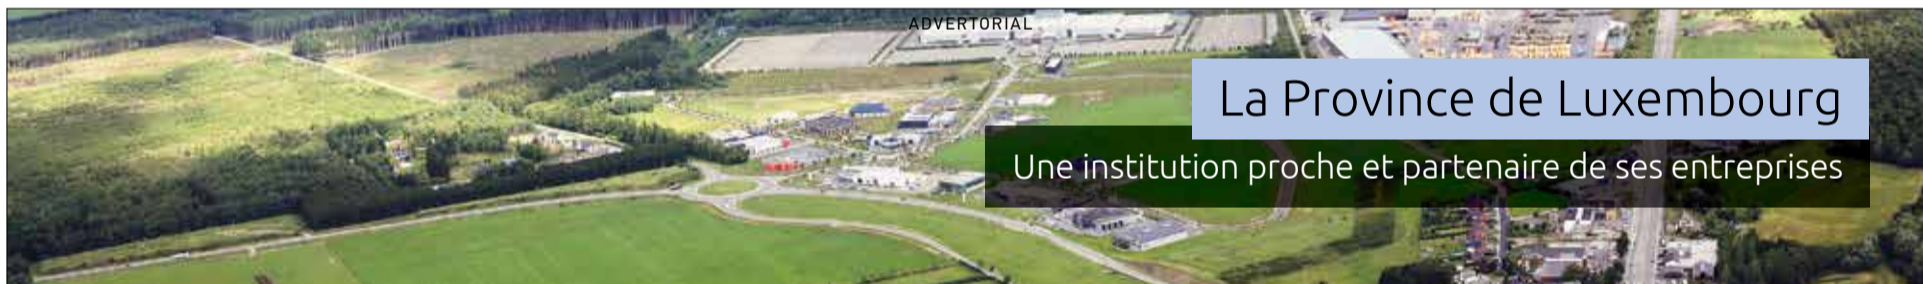 ADVERTORIAL
La Province de Luxembourg
Une institution proche et partenaire de ses entreprises